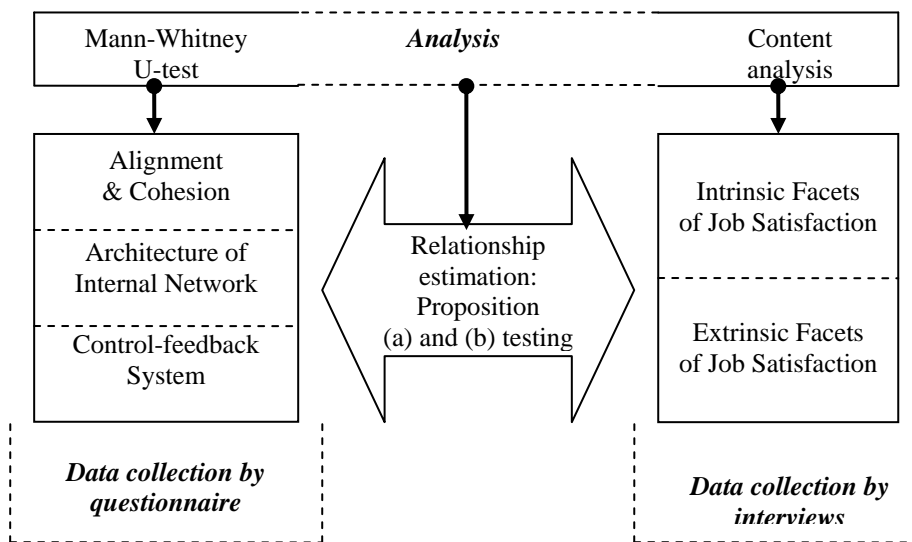 Mann-Whitney
U-test
Analysis
Content
analysis
Alignment
& Cohesion
Architecture of
Internal Network
Control-feedback
System
Relationship
estimation:
Proposition
(a) and (b) testing
Intrinsic Facets
of Job Satisfaction
Extrinsic Facets
of Job Satisfaction
Data collection by
questionnaire
Data collection by
interviews